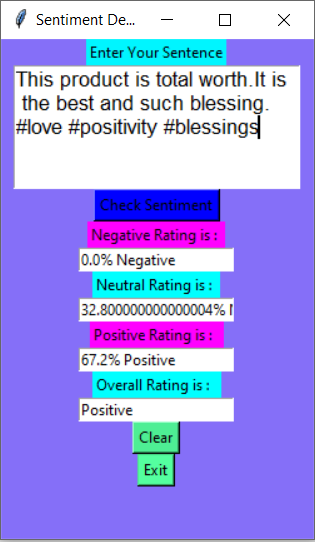 Sentiment De...
Enter Your Sentence
This product is total worth.It is
the best and such blessing.
#love #positivity #blessings
Check Sentiment
Negative Rating is :
0.0% Negative
Neutral Rating is :
32.800000000000004%
Positive Rating is :
67.2% Positive
Overall Rating is :
Positive
Clear
Exit